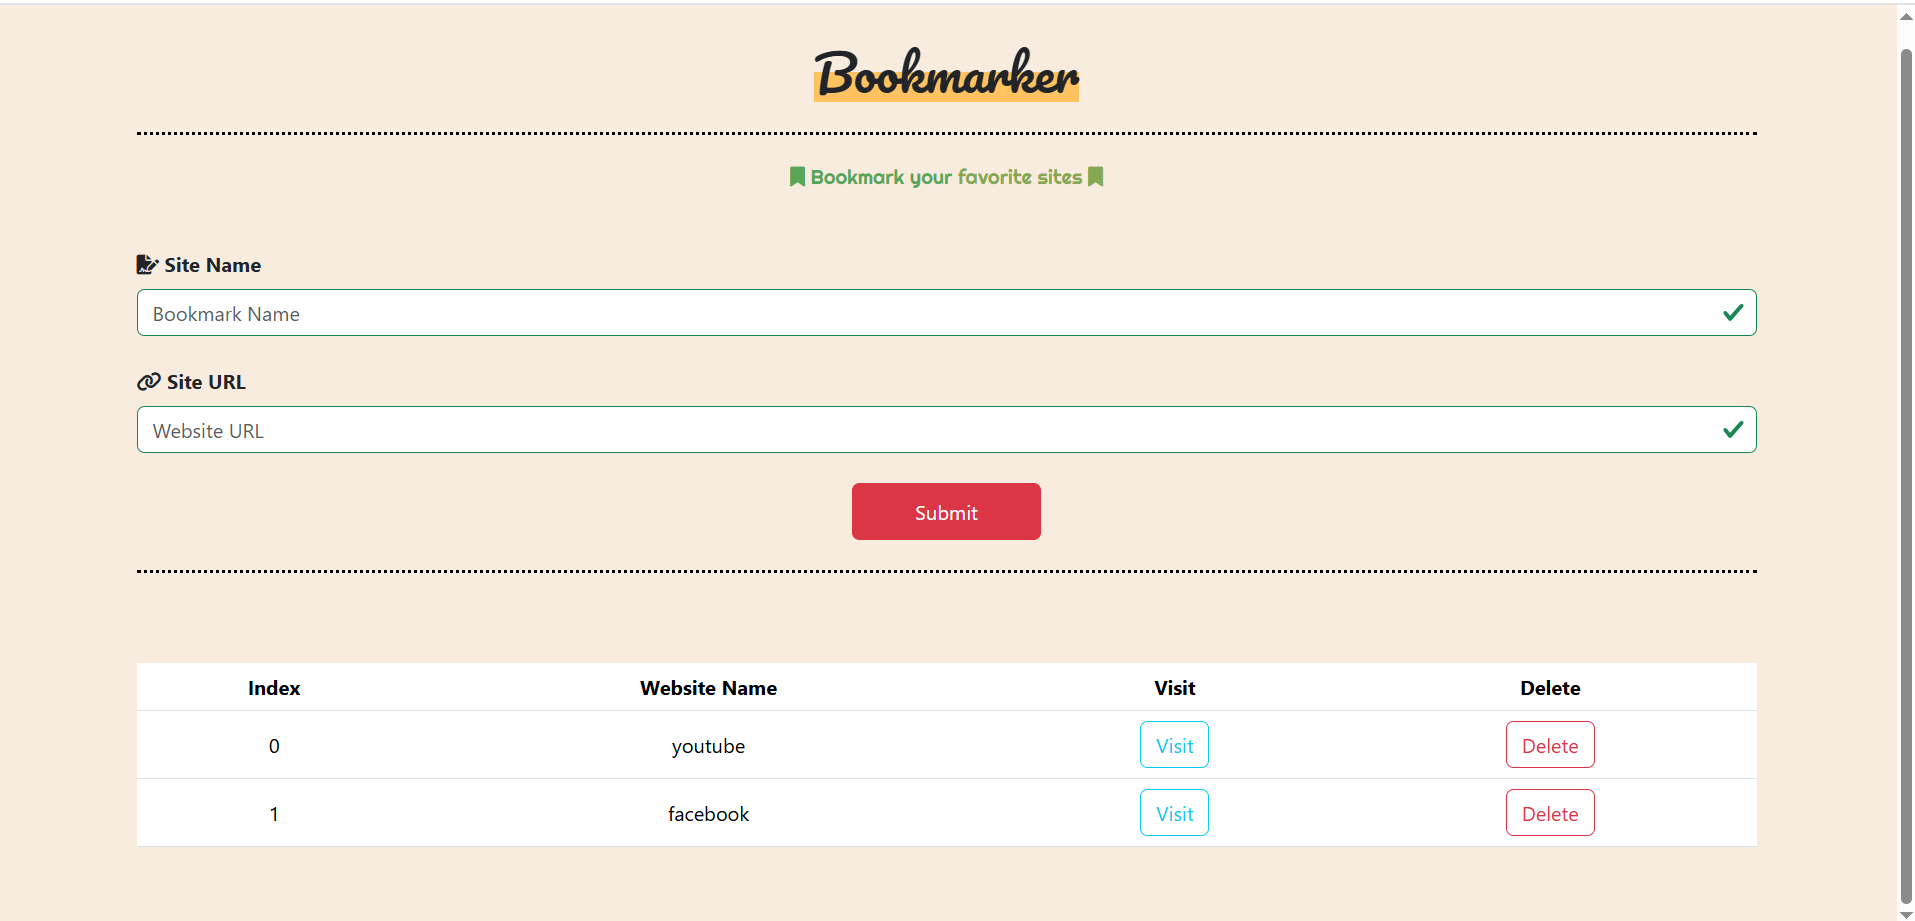 Bookmarker
Bookmark your favorite sites
Site Name
Bookmark Name
Site URL
Website URL
Submit
Index Website Name Visit Delete
0 youtube Visit Delete
1 facebook Visit Delete